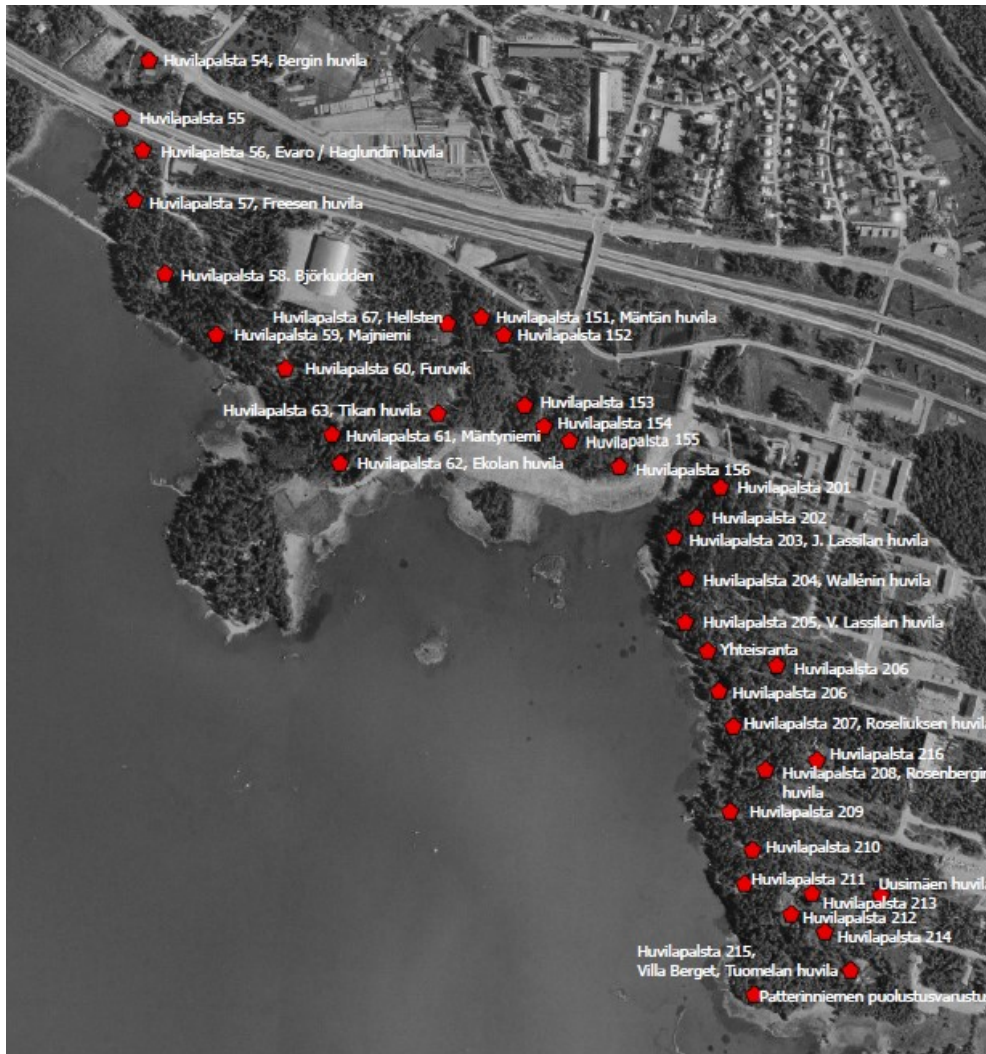 Huvilapalsta 54, Bergin huvila
Huvilapalsta 55
Huvilapalsta 56, Evaro / Haglundin huvila
Huvilapalsta 57, Freesen huvila
Huvilapalsta 58. Björkudden
Huvilapalsta 67, Hellsten
Huvilapalsta 151, Mäntän huvila
Huvilapalsta 59, Majniemi
Huvilapalsta 152
Huvilapalsta 60, Furuvik
Huvilapalsta 63, Tikan huvila
Huvilapalsta 153
Huvilapalsta 154
Huvilapalsta 61, Mäntyniemi
Huvilapalsta 155
Huvilapalsta 62, Ekolan huvila
Huvilapalsta 156
Huvilapalsta 201
Huvilapalsta 202
Huvilapalsta 203, J. Lassilan huvila
Huvilapalsta 204, Wallénin huvila
Huvilapalsta 205, V. Lassilan huvila
Yhteisranta
Huvilapalsta 206
Huvilapalsta 206
Huvilapalsta 207, Roseliuksen huvila
Huvilapalsta 216
Huvilapalsta 208, Rosenbergin
huvila
Huvilapalsta 209
Huvilapalsta 210
Huvilapalsta 211
Uusimäen huvila
Huvilapalsta 213
Huvilapalsta 212
Huvilapalsta 214
Huvilapalsta 215,
Villa Berget, Tuomelan huvila
Patterinniemen puolustusvarustu